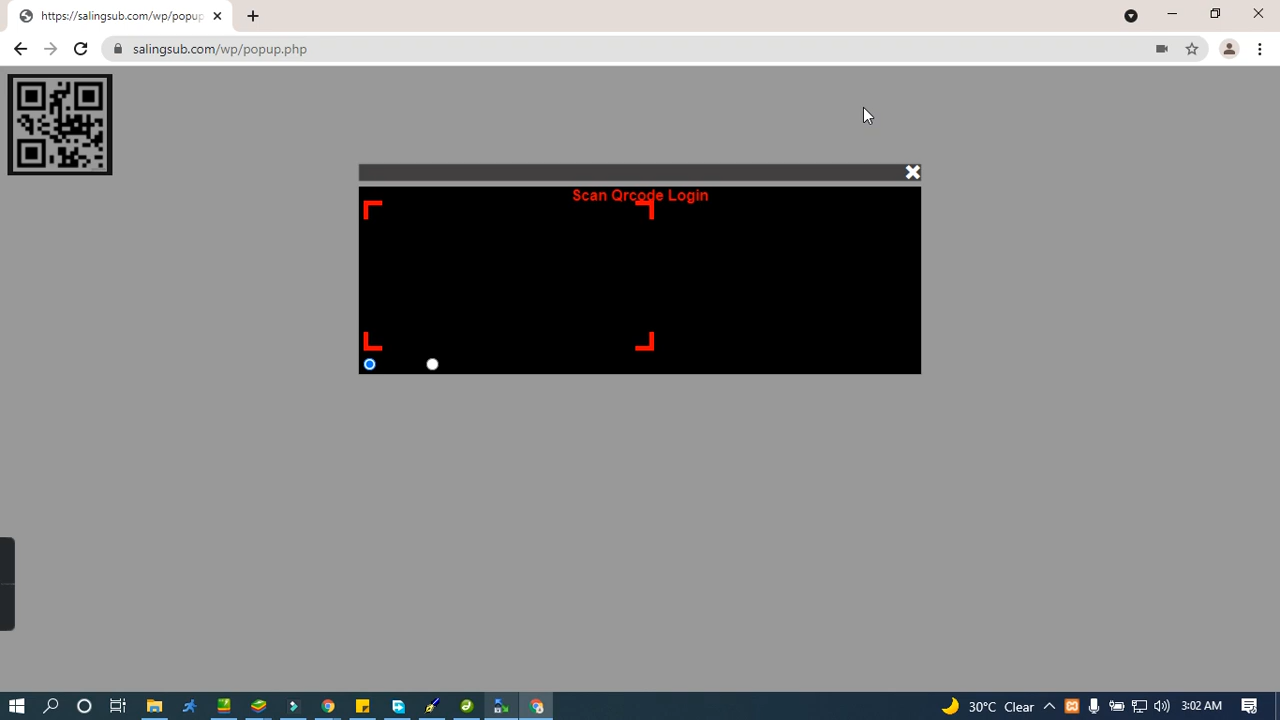 https://salingsub.com/wp/popup
salingsub.com/wp/popup.php
Scan Qrcode Login
30°C Clear
3:02 AM